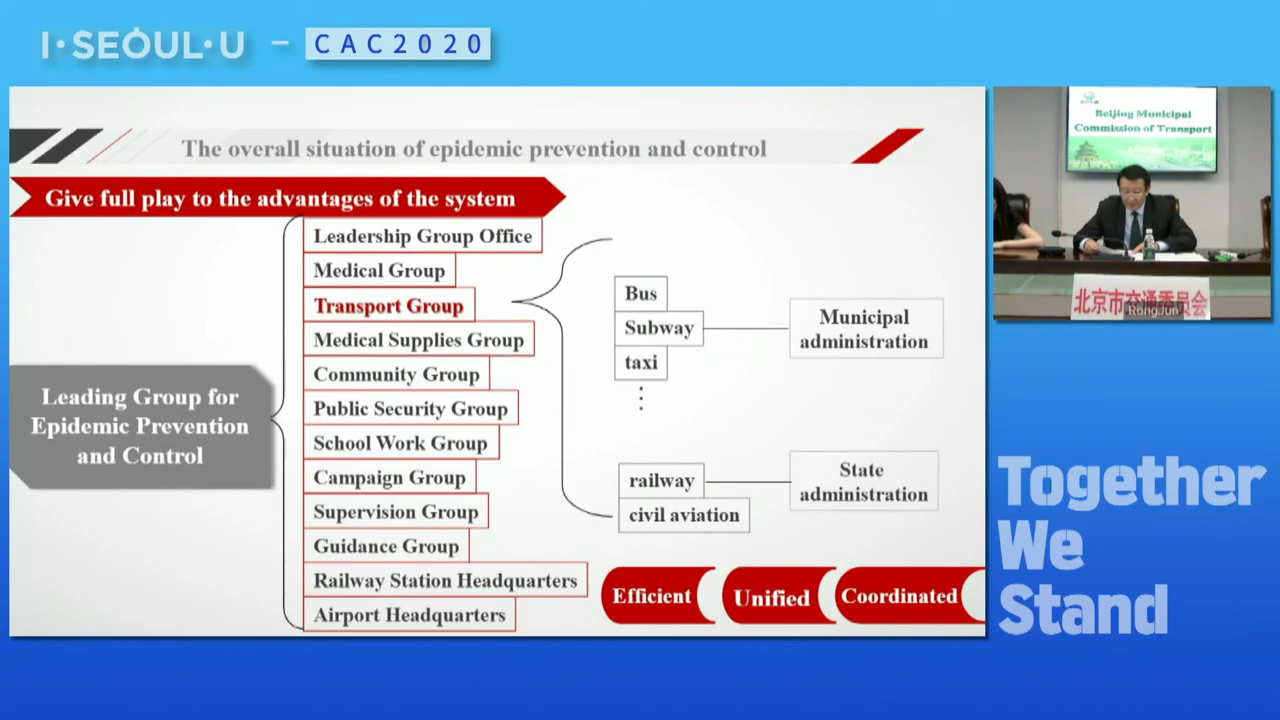 I·SEOUL·U – CAC2020
The overall situation of epidemic prevention and control
Give full play to the advantages of the system
Leading Group for
Epidemic Prevention
and Control
Leadership Group Office
Medical Group
Transport Group
Medical Supplies Group
Community Group
Public Security Group
School Work Group
Campaign Group
Supervision Group
Guidance Group
Railway Station Headquarters
Airport Headquarters
Bus
Subway
taxi
Municipal
administration
railway
civil aviation
State
administration
Efficient
Unified
Coordinated
Beijing Municipal
Commission of Transport
北京市交通委员会
RongJun
Together
We
Stand